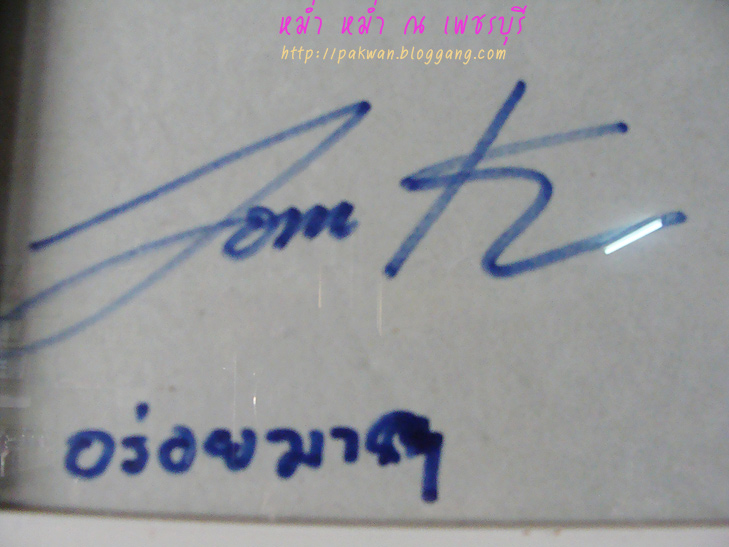 หม่ำ หม่ำ ณ เพชรบุรี
http://pakwan.bloggang.com
Tom K
อร่อยมากๆ